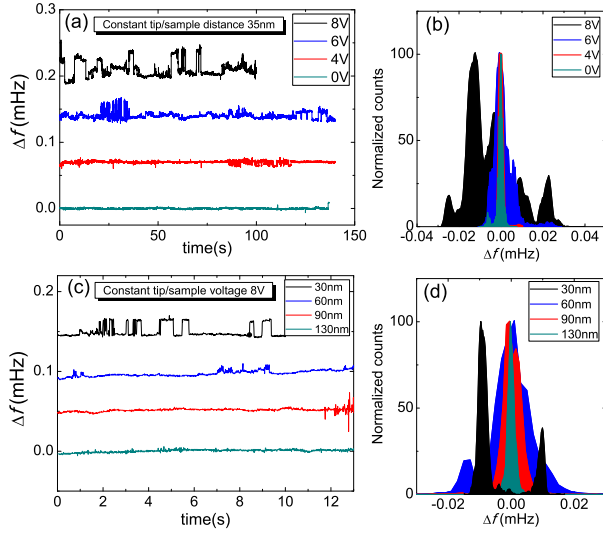 (a)
Constant tip/sample distance 35nm
8V
6V
4V
0V
Δf (mHz)
0.3
0.2
0.1
0.0
0
50
100
150
time(s)
(b)
8V
6V
4V
0V
Normalized counts
100
50
0
-0.04
-0.02
0.00
0.02
0.04
Δf (mHz)
(c)
Constant tip/sample voltage 8V
30nm
60nm
90nm
130nm
Δf (mHz)
0.2
0.1
0.0
0
2
4
6
8
10
12
time(s)
(d)
30nm
60nm
90nm
130nm
Normalized counts
100
50
0
-0.02
0.00
0.02
Δf (mHz)